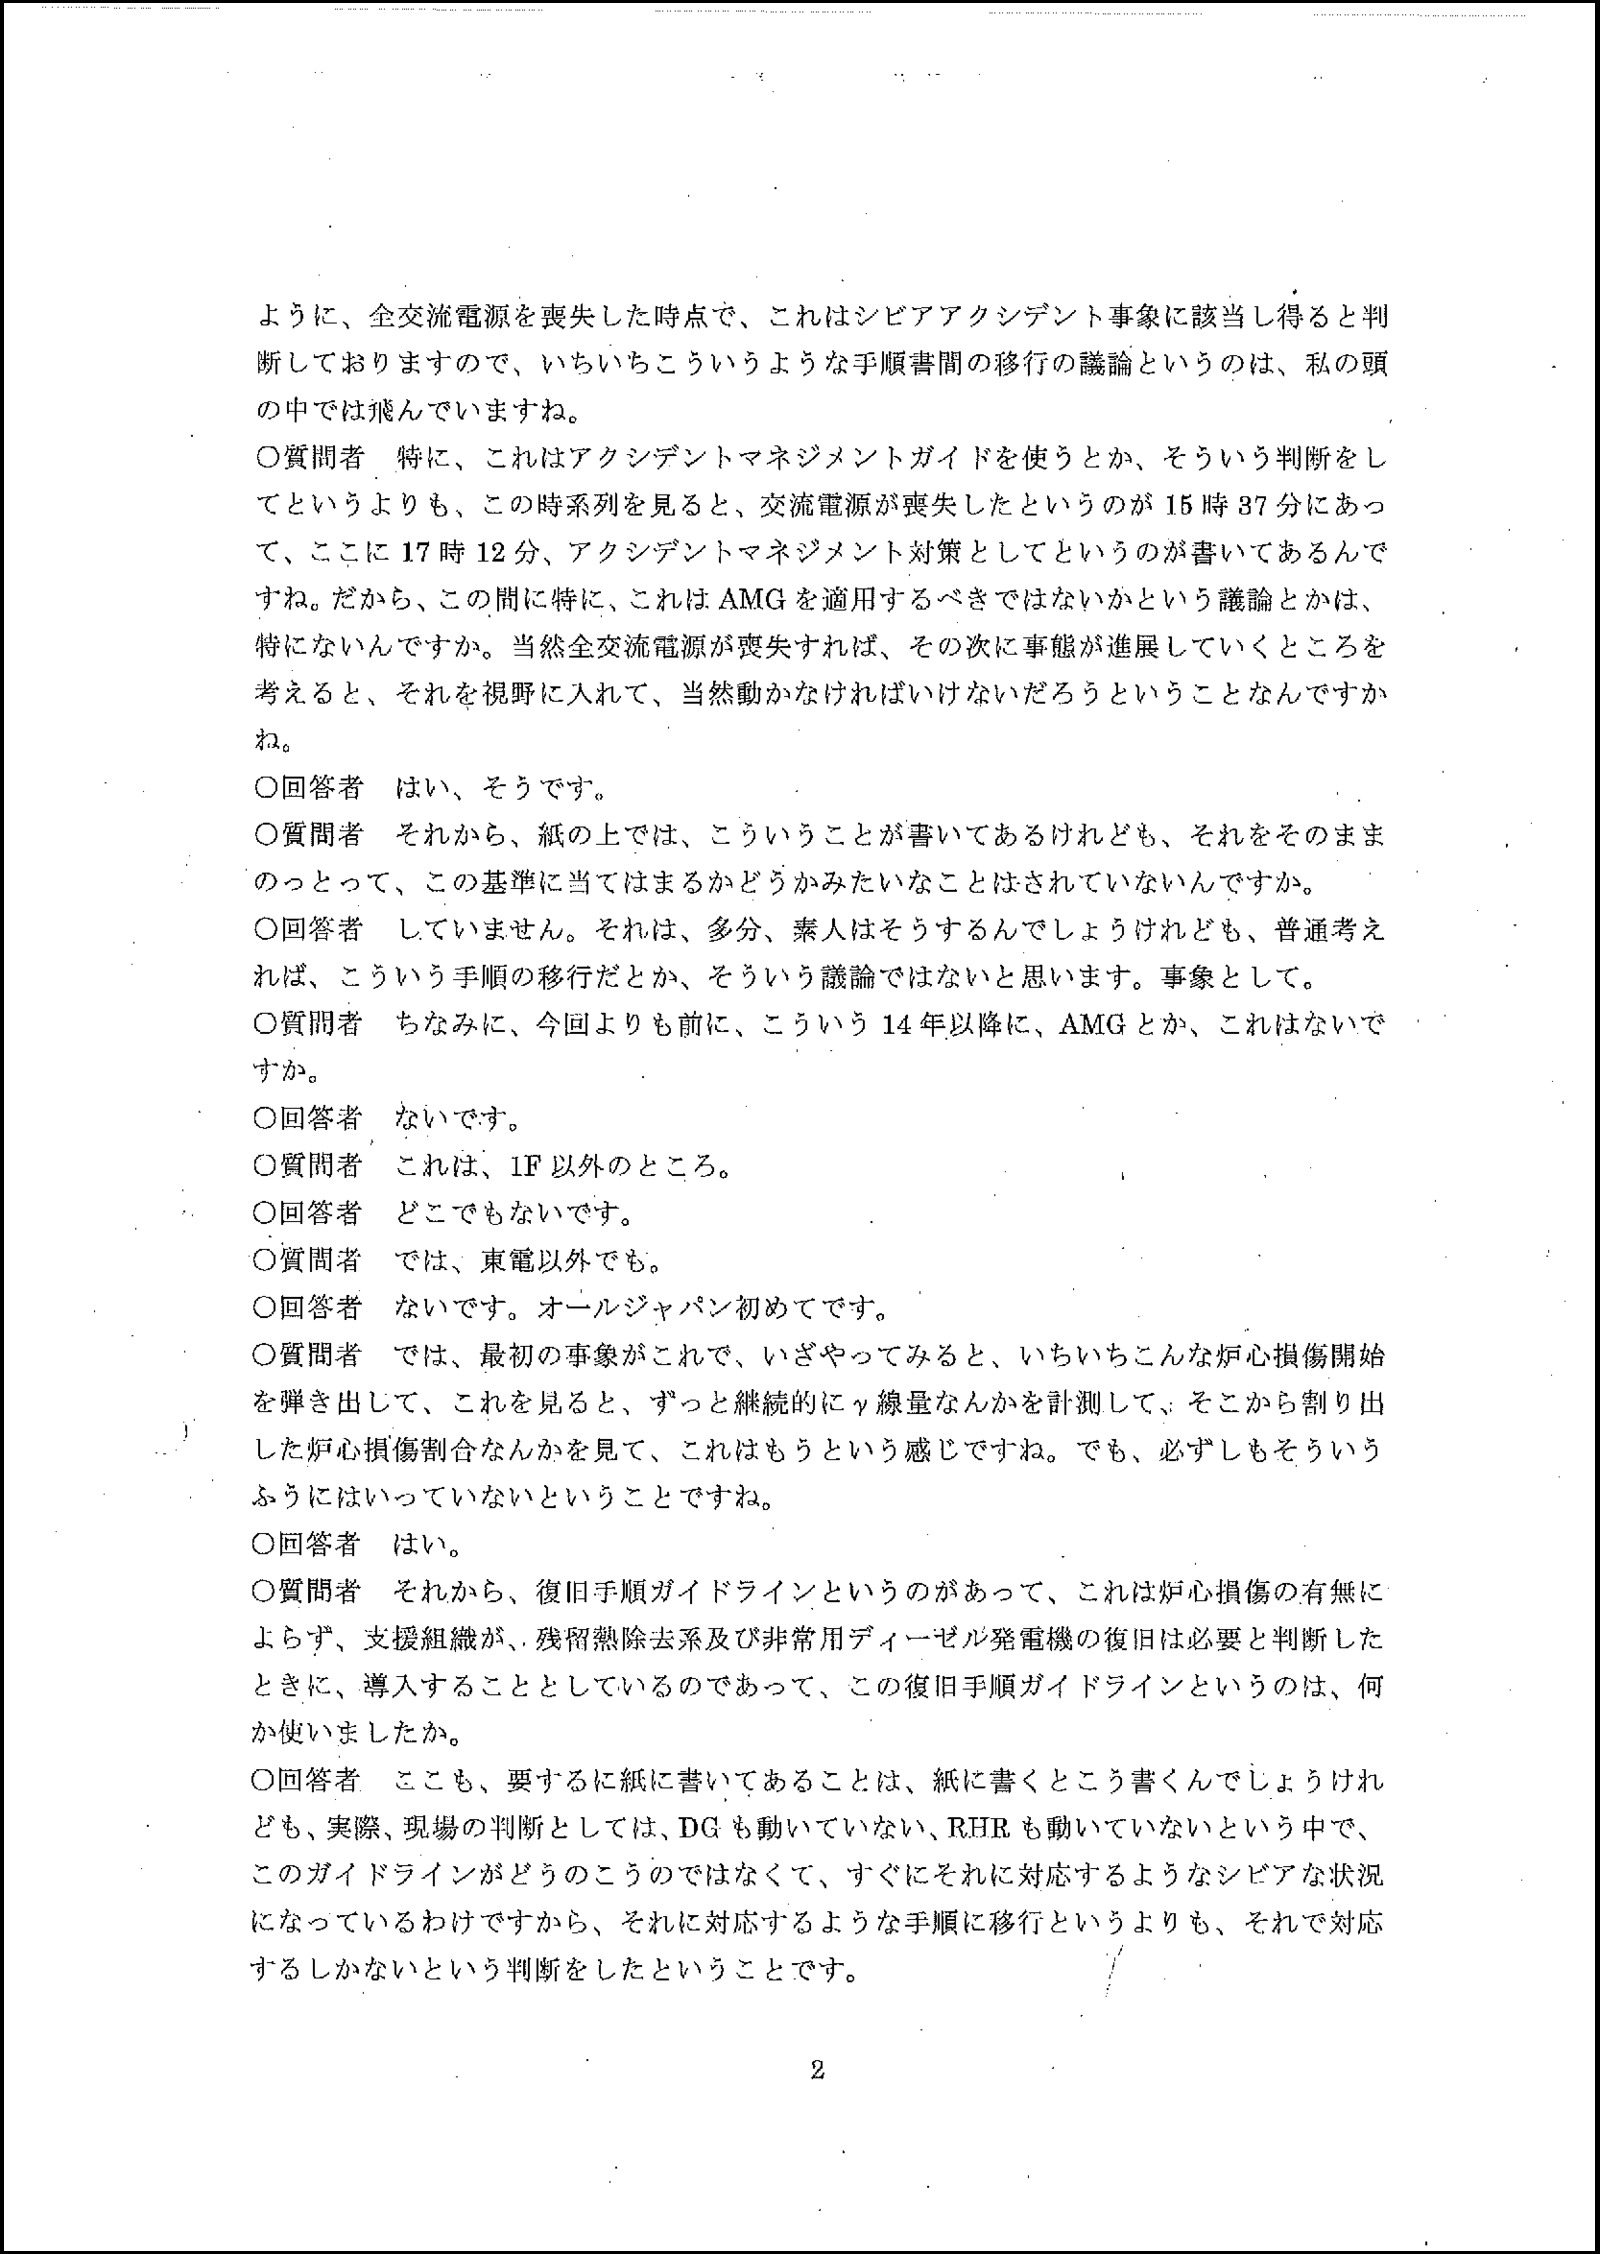 ように、全交流電源を喪失した時点で、これはシビアアクシデント事象に該当し得ると判
断しておりますので、いちいちこういうような手順書間の移行の議論というのは、私の頭
の中では飛んでいますね。
○質問者　特に、これはアクシデントマネジメントガイドを使うとか、そういう判断をし
てというよりも、この時系列を見ると、交流電源が喪失したというのが 15 時 37 分にあっ
て、ここに 17 時 12 分、アクシデントマネジメント対策としてというのが書いてあるんで
すね。だから、この間に特に、これは AMG を適用するべきではないかという議論とかは、
特にないんですか。当然全交流電源が喪失すれば、その次に事態が進展していくところを
考えると、それを視野に入れて、当然動かなければいけないだろうということなんですか
ね。
○回答者　はい、そうです。
○質問者　それから、紙の上では、こういうことが書いてあるけれども、それをそのまま
のっとって、この基準に当てはまるかどうかみたいなことはされていないんですか。
○回答者　していません。それは、多分、素人はそうするんでしょうけれども、普通考え
れば、こういう手順の移行だとか、そういう議論ではないと思います。事象として。
○質問者　ちなみに、今回よりも前に、こういう 14 年以降に、AMG とか、これはないで
すか。
○回答者　ないです。
○質問者　これは、1F 以外のところ。
○回答者　どこでもないです。
○質問者　では、東電以外でも。
○回答者　ないです。オールジャパン初めてです。
○質問者　では、最初の事象がこれで、いざやってみると、いちいちこんな炉心損傷開始
を弾き出して、これを見ると、ずっと継続的にγ線量なんかを計測して、そこから割り出
した炉心損傷割合なんかを見て、これはもうという感じですね。でも、必ずしもそういう
ふうにはいっていないということですね。
○回答者　はい。
○質問者　それから、復旧手順ガイドラインというのがあって、これは炉心損傷の有無に
よらず、支援組織が、残留熱除去系及び非常用ディーゼル発電機の復旧は必要と判断した
ときに、導入することとしているのであって、この復旧手順ガイドラインというのは、何
か使いましたか。
○回答者　ここも、要するに紙に書いてあることは、紙に書くとこう書くんでしょうけれ
ども、実際、現場の判断としては、DG も動いていない、RHR も動いていないという中で、
このガイドラインがどうのこうのではなくて、すぐにそれに対応するようなシビアな状況
になっているわけですから、それに対応するような手順に移行というよりも、それで対応
するしかないという判断をしたということです。
2